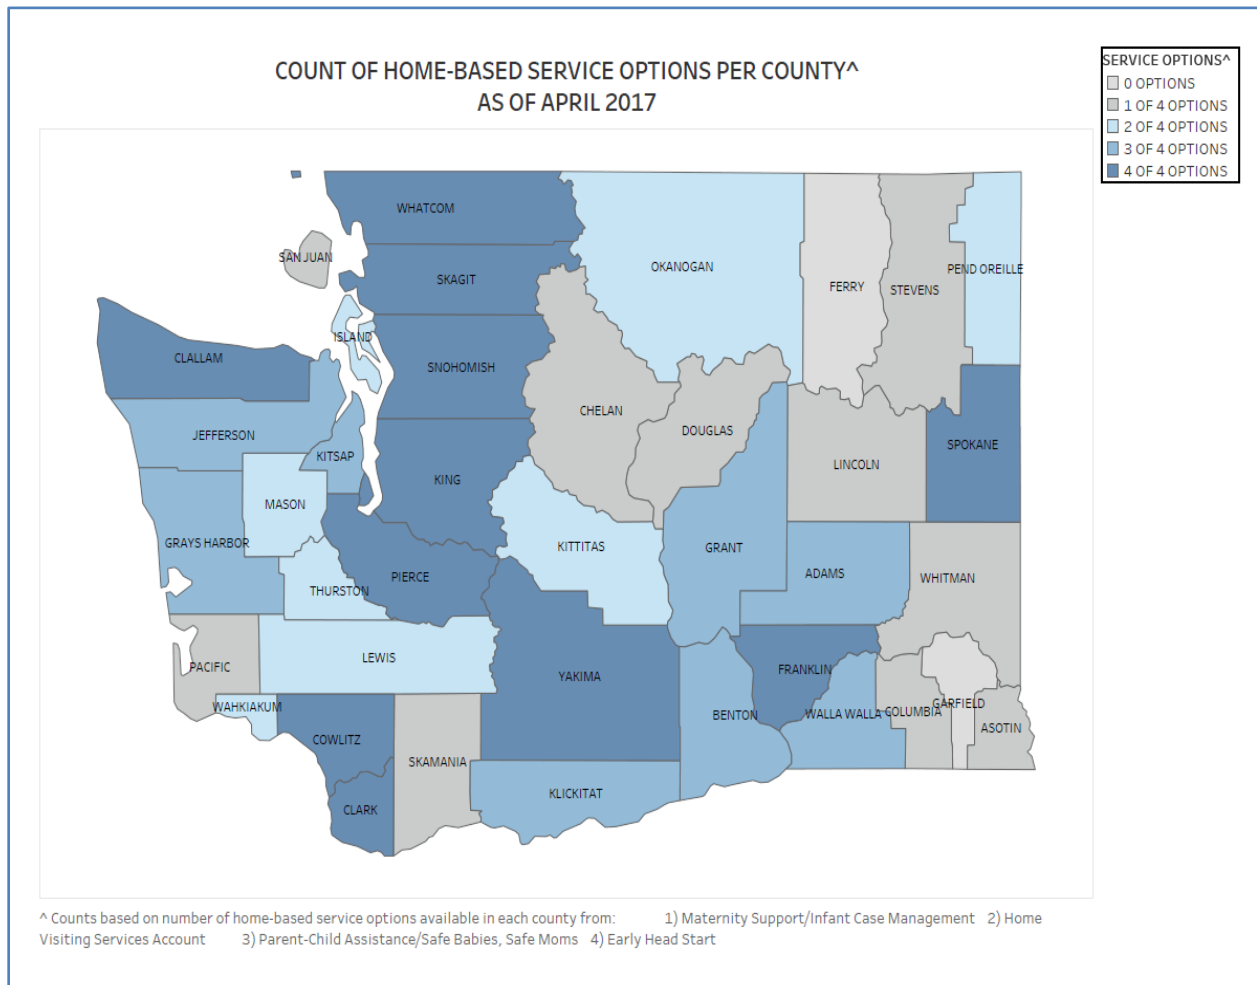 COUNT OF HOME-BASED SERVICE OPTIONS PER COUNTY^
AS OF APRIL 2017
SERVICE OPTIONS^
0 OPTIONS
1 OF 4 OPTIONS
2 OF 4 OPTIONS
3 OF 4 OPTIONS
4 OF 4 OPTIONS
WHATCOM
SAN JUAN
SKAGIT
OKANOGAN
FERRY
STEVENS
PEND OREILLE
ISLAND
CLALLAM
SNOHOMISH
CHELAN
DOUGLAS
JEFFERSON
KITSAP
KING
LINCOLN
SPOKANE
MASON
GRAYS HARBOR
KITTITAS
GRANT
ADAMS
WHITMAN
THURSTON
PIERCE
PACIFIC
LEWIS
YAKIMA
FRANKLIN
WAHKIAKUM
BENTON
WALLA WALLA
COLUMBIA
GARFIELD
ASOTIN
COWLITZ
SKAMANIA
KLICKITAT
CLARK
^ Counts based on number of home-based service options available in each county from: 1) Maternity Support/Infant Case Management 2) Home
Visiting Services Account 3) Parent-Child Assistance/Safe Babies, Safe Moms 4) Early Head Start